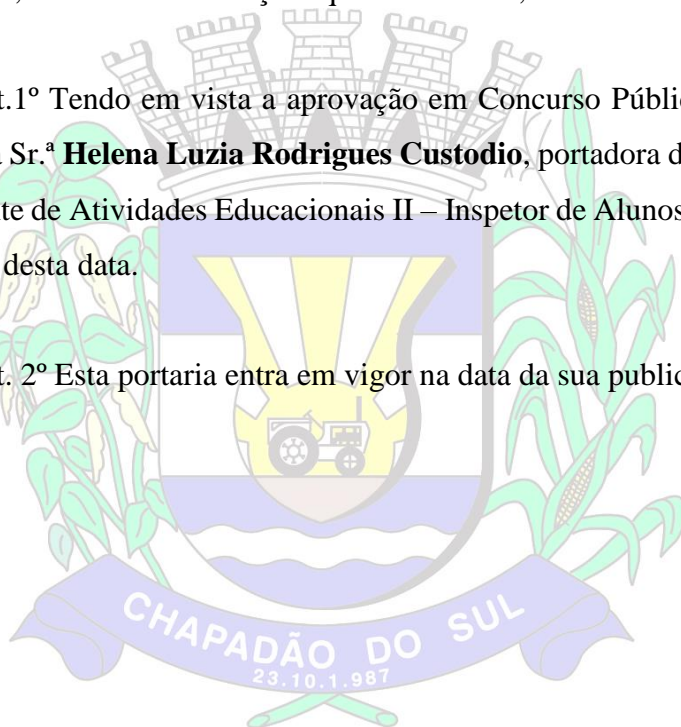 t.1º Tendo em vista a aprovação em Concurso Públic
Sr.ª Helena Luzia Rodrigues Custodio, portadora d
te de Atividades Educacionais II – Inspetor de Alunos
desta data.
t. 2º Esta portaria entra em vigor na data da sua public
CHAPADÃO DO SUL
23.10.1.987